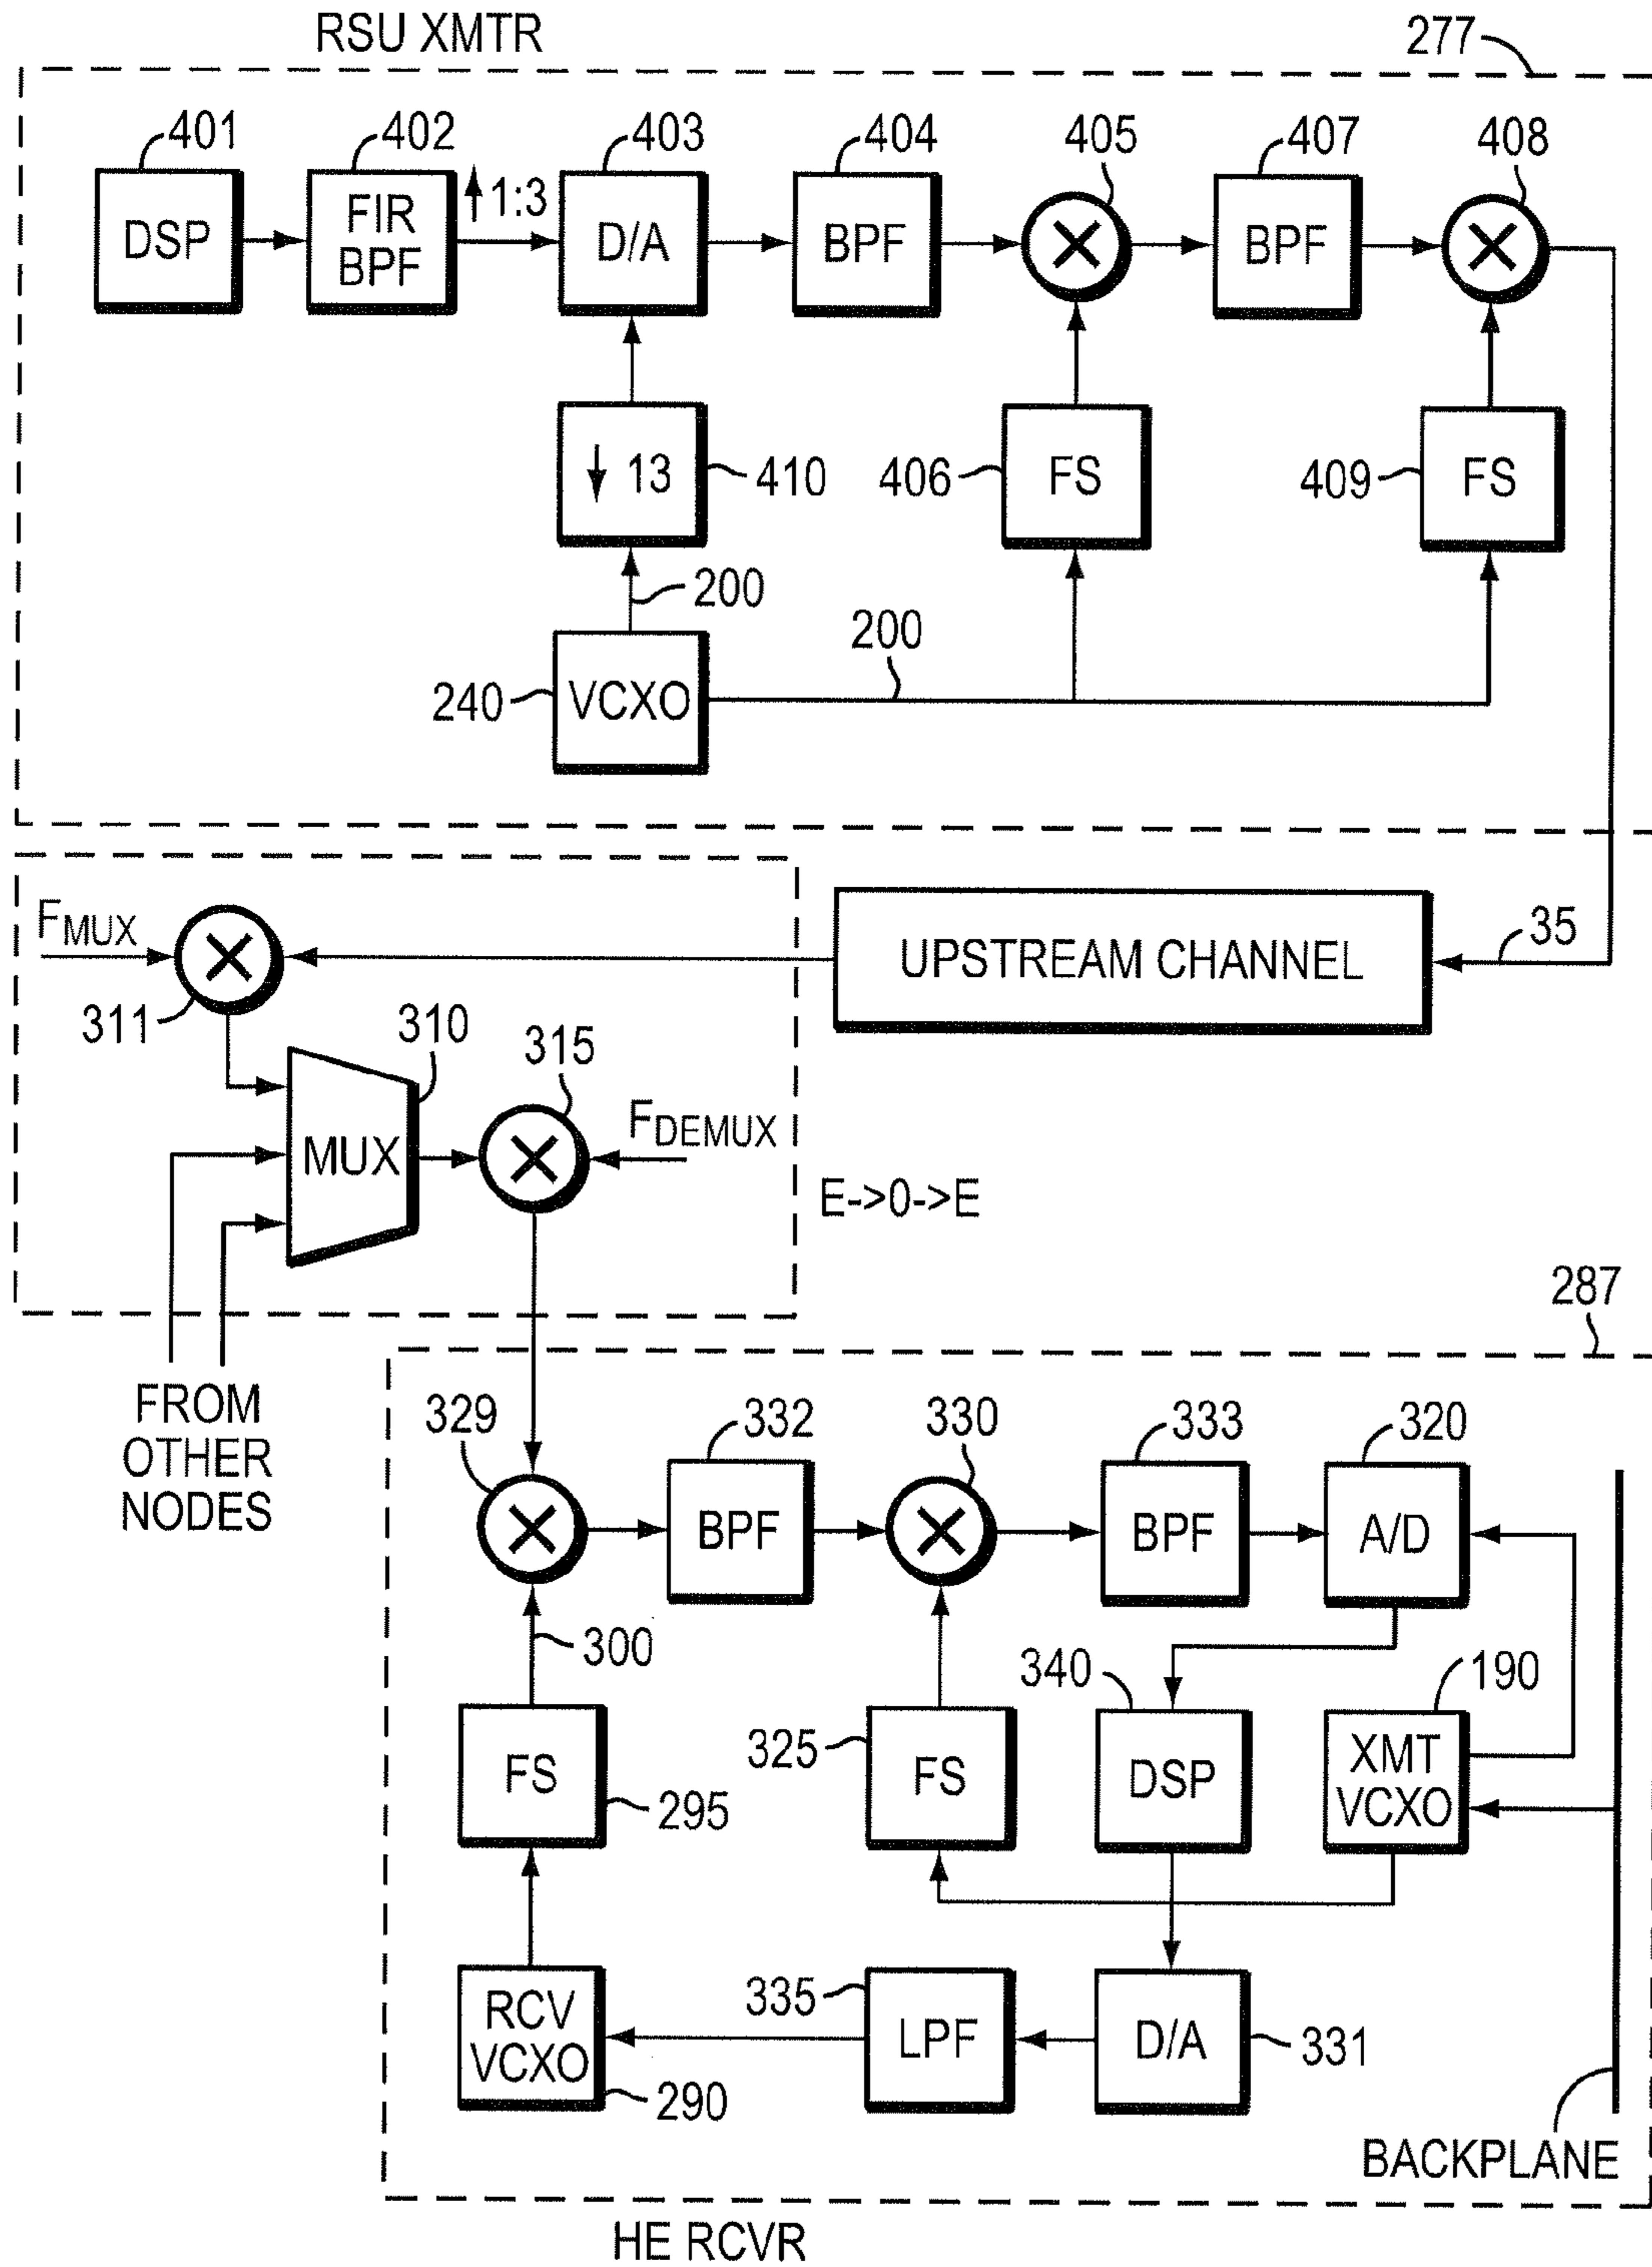 RSU XMTR
277
401
402
403
404
405
407
408
1:3
DSP
FIR
BPF
D/A
BPF
×
BPF
×
↓ 13
410
406
FS
409
FS
200
200
240
VCXO
FMUX
×
311
UPSTREAM CHANNEL
35
310
315
MUX
×
FDEMUX
E->0->E
287
FROM
OTHER
NODES
329
332
330
333
320
×
BPF
×
BPF
A/D
300
340
190
FS
295
325
FS
DSP
XMT
VCXO
RCV
VCXO
290
335
LPF
D/A
331
BACKPLANE
HE RCVR